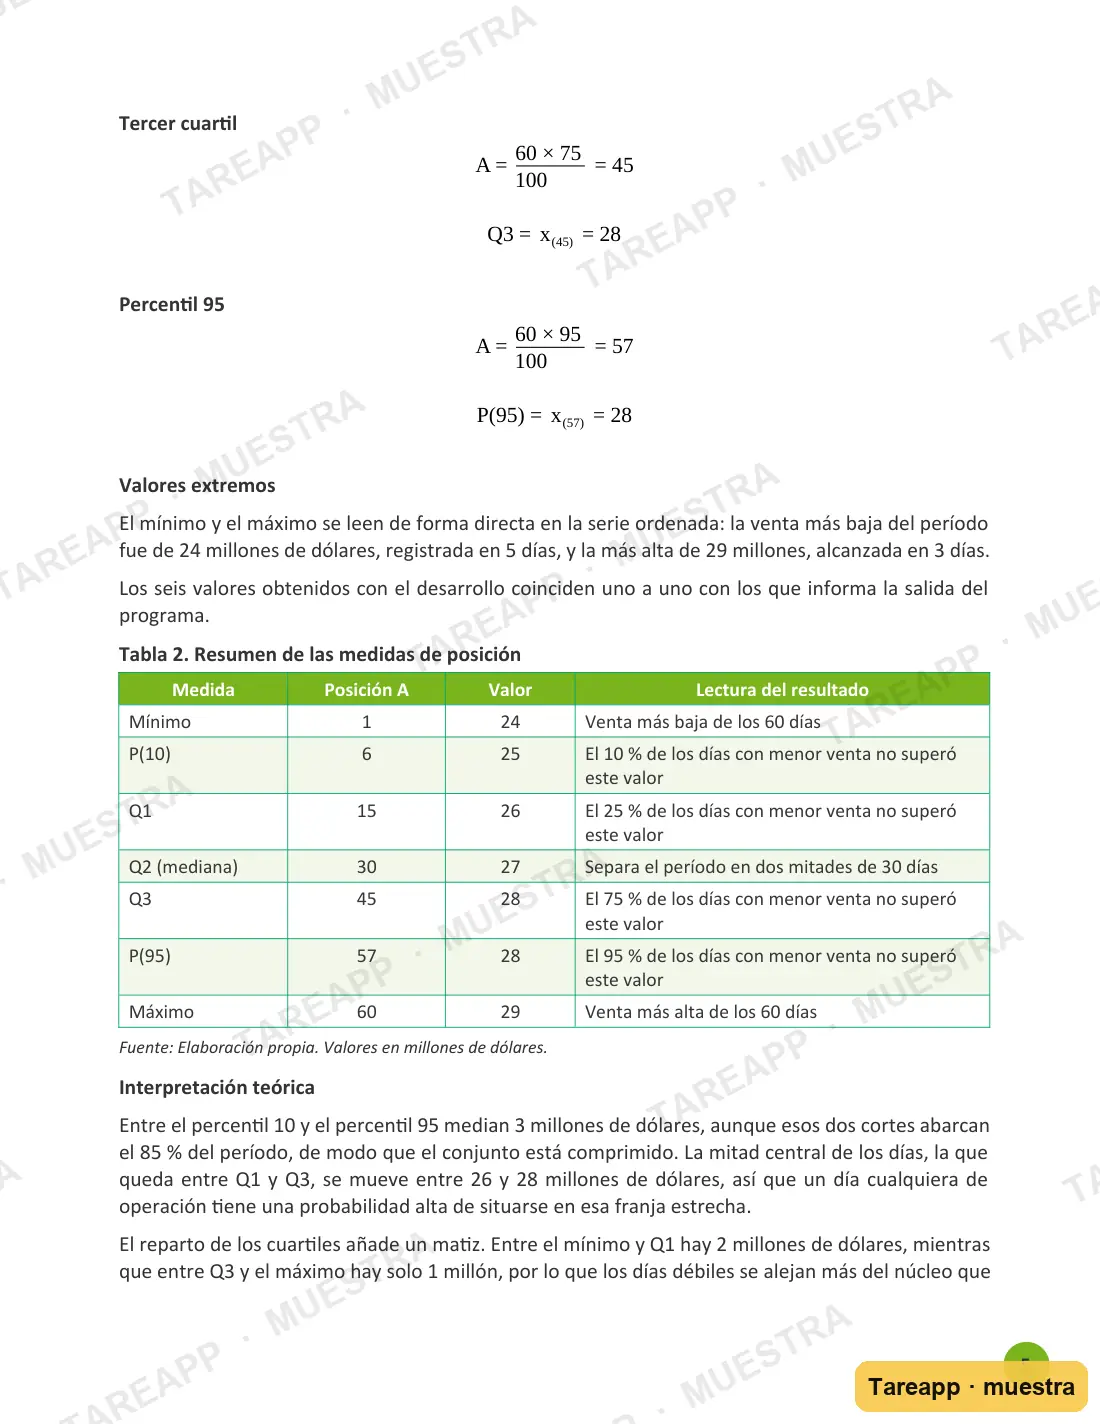 Tercer cuartil
A = 60 × 75 / 100 = 45
Q3 = x(45) = 28
Percentil 95
A = 60 × 95 / 100 = 57
P(95) = x(57) = 28
Valores extremos
El mínimo y el máximo se leen de forma directa en la serie ordenada: la venta más baja del período
fue de 24 millones de dólares, registrada en 5 días, y la más alta de 29 millones, alcanzada en 3 días.
Los seis valores obtenidos con el desarrollo coinciden uno a uno con los que informa la salida del
programa.
Tabla 2. Resumen de las medidas de posición
Medida Posición A Valor Lectura del resultado
Mínimo 1 24 Venta más baja de los 60 días
P(10) 6 25 El 10 % de los días con menor venta no superó
este valor
Q1 15 26 El 25 % de los días con menor venta no superó
este valor
Q2 (mediana) 30 27 Separa el período en dos mitades de 30 días
Q3 45 28 El 75 % de los días con menor venta no superó
este valor
P(95) 57 28 El 95 % de los días con menor venta no superó
este valor
Máximo 60 29 Venta más alta de los 60 días
Fuente: Elaboración propia. Valores en millones de dólares.
Interpretación teórica
Entre el percentil 10 y el percentil 95 median 3 millones de dólares, aunque esos dos cortes abarcan
el 85 % del período, de modo que el conjunto está comprimido. La mitad central de los días, la que
queda entre Q1 y Q3, se mueve entre 26 y 28 millones de dólares, así que un día cualquiera de
operación tiene una probabilidad alta de situarse en esa franja estrecha.
El reparto de los cuartiles añade un matiz. Entre el mínimo y Q1 hay 2 millones de dólares, mientras
que entre Q3 y el máximo hay solo 1 millón, por lo que los días débiles se alejan más del núcleo que
Tareapp · muestra
TAREAPP · MUESTRA